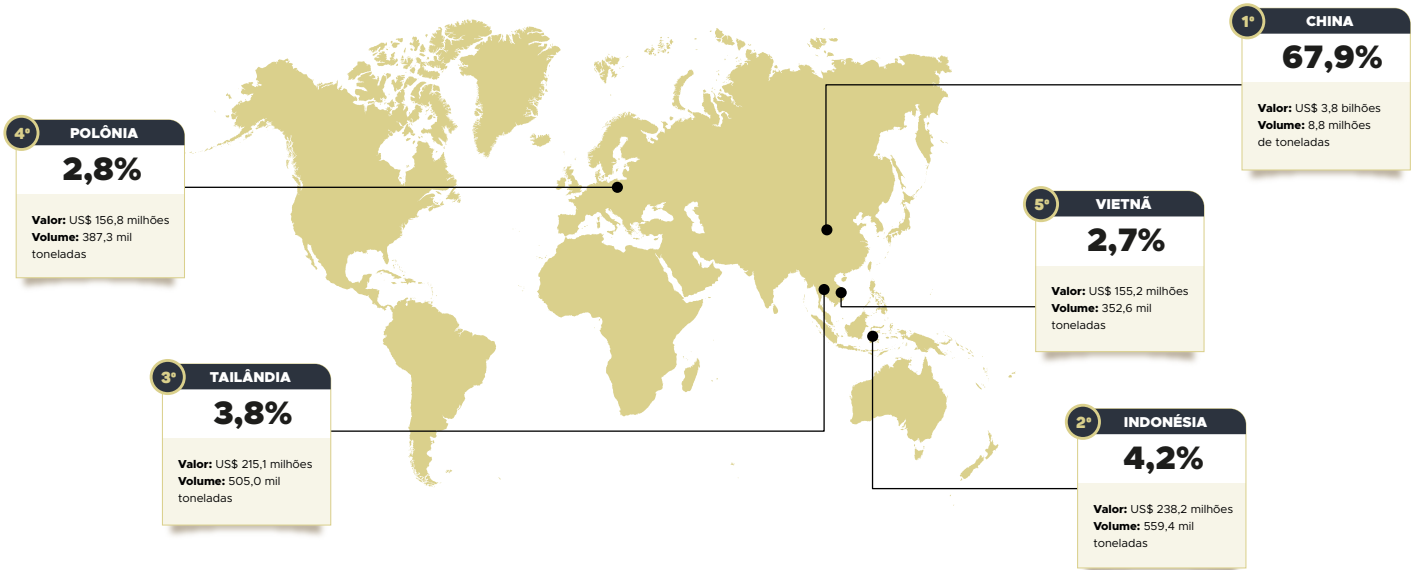 1º CHINA
67,9%
Valor: US$ 3,8 bilhões
Volume: 8,8 milhões
de toneladas
4º POLÔNIA
2,8%
Valor: US$ 156,8 milhões
Volume: 387,3 mil
toneladas
5º VIETNÃ
2,7%
Valor: US$ 155,2 milhões
Volume: 352,6 mil
toneladas
3º TAILÂNDIA
3,8%
Valor: US$ 215,1 milhões
Volume: 505,0 mil
toneladas
2º INDONÉSIA
4,2%
Valor: US$ 238,2 milhões
Volume: 559,4 mil
toneladas